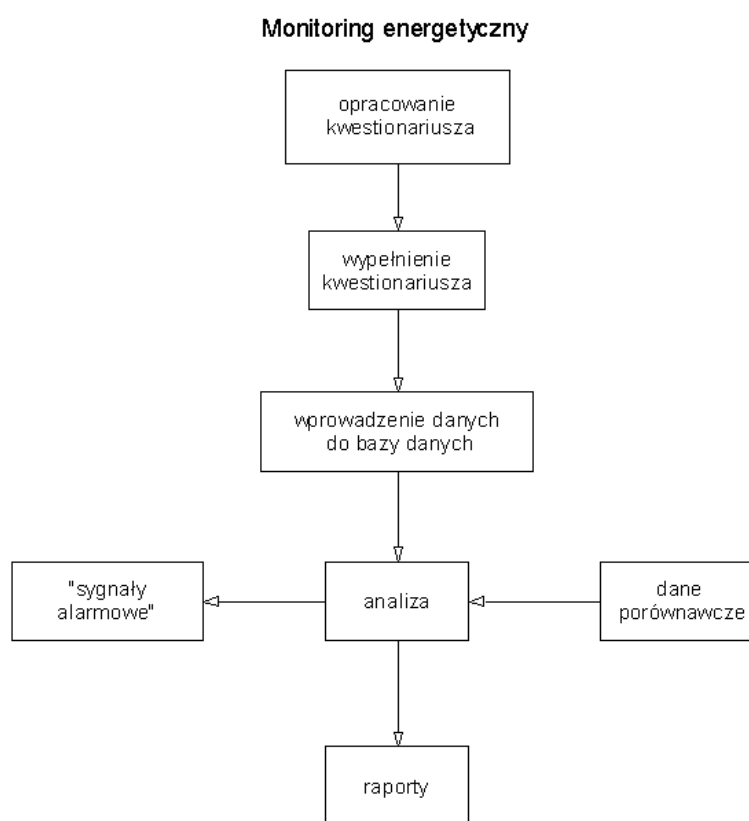 Monitoring energetyczny
opracowanie
kwestionariusza
wypełnienie
kwestionariusza
wprowadzenie danych
do bazy danych
"sygnały
alarmowe"
analiza
dane
porównawcze
raporty